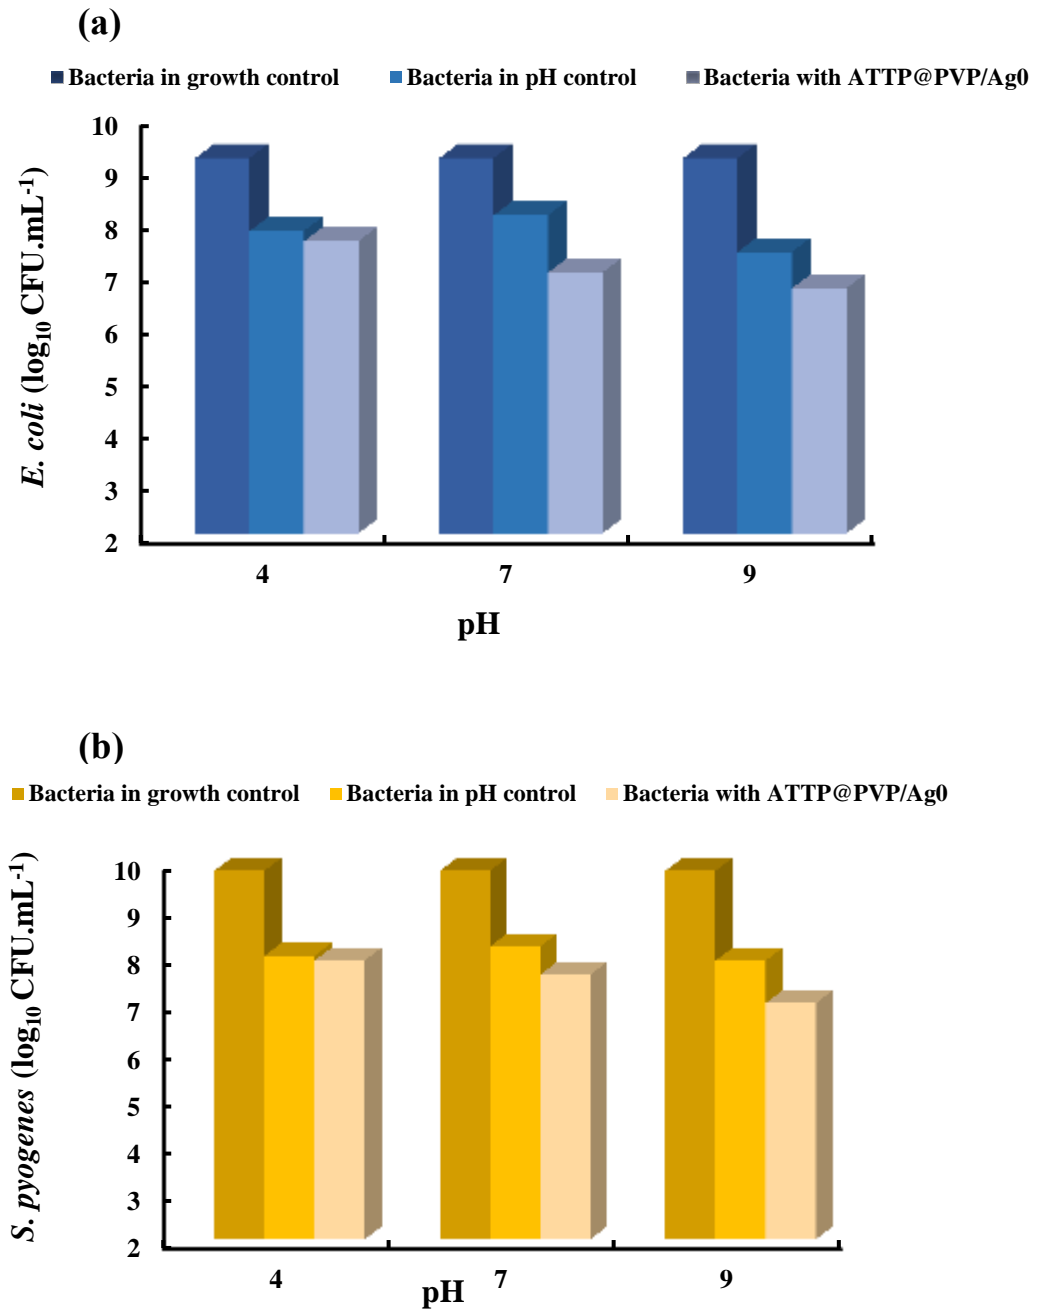 (a)
Bacteria in growth control Bacteria in pH control Bacteria with ATTP@PVP/Ag0
E. coli (log₁₀ CFU.mL⁻¹)
10
9
8
7
6
5
4
3
2
4 7 9
pH
(b)
Bacteria in growth control Bacteria in pH control Bacteria with ATTP@PVP/Ag0
S. pyogenes (log₁₀ CFU.mL⁻¹)
10
9
8
7
6
5
4
3
2
4 7 9
pH